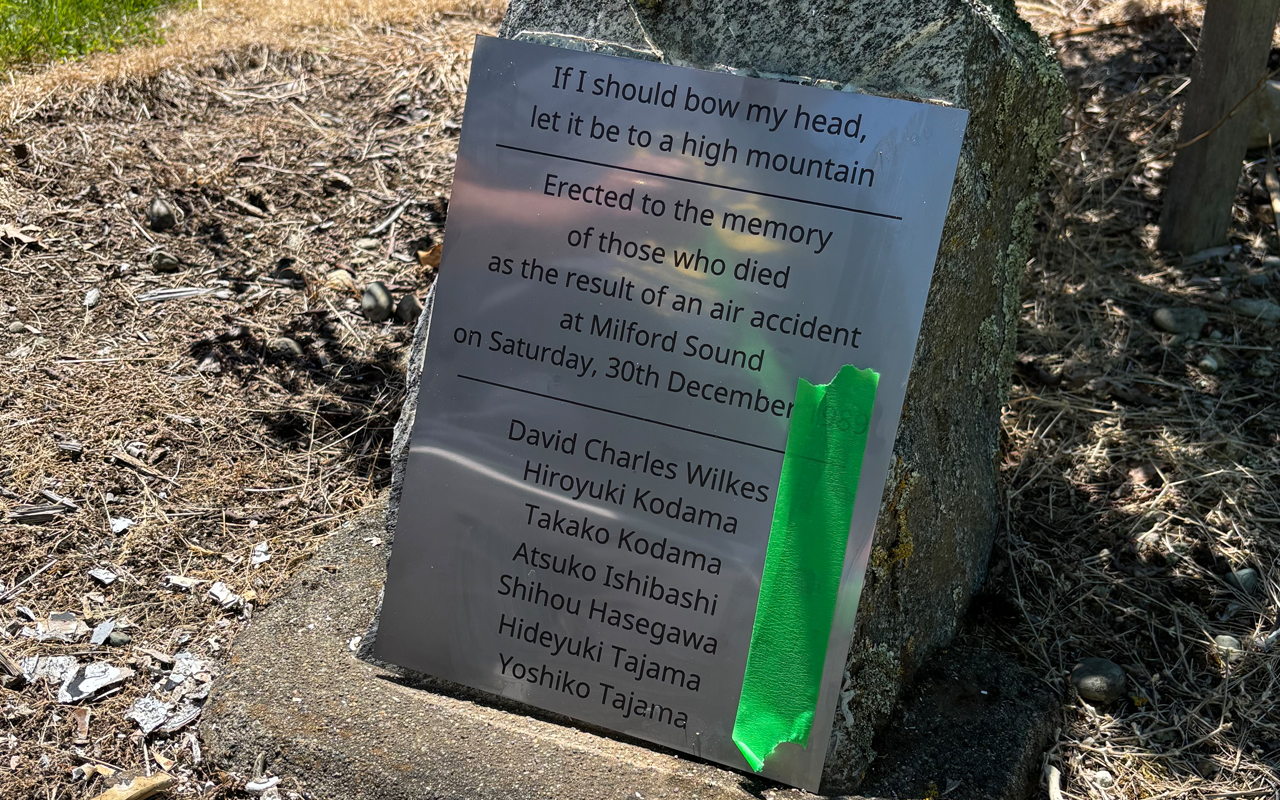 If I should bow my head,
let it be to a high mountain
Erected to the memory
of those who died
as the result of an air accident
at Milford Sound
on Saturday, 30th December
David Charles Wilkes
Hiroyuki Kodama
Takako Kodama
Atsuko Ishibashi
Shihou Hasegawa
Hideyuki Tajama
Yoshiko Tajama